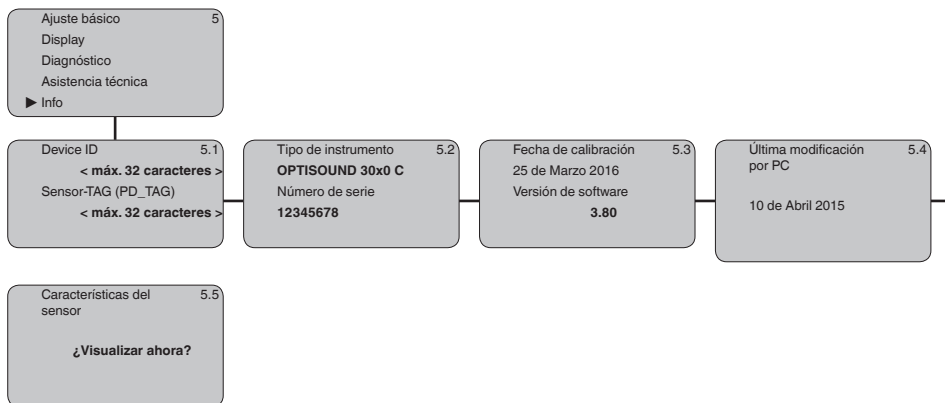 Ajuste básico 5
Display
Diagnóstico
Asistencia técnica
▶ Info
Device ID 5.1
< máx. 32 caracteres >
Sensor-TAG (PD_TAG)
< máx. 32 caracteres >
Tipo de instrumento 5.2
OPTISOUND 30x0 C
Número de serie
12345678
Fecha de calibración 5.3
25 de Marzo 2016
Versión de software
3.80
Última modificación 5.4
por PC
10 de Abril 2015
Características del 5.5
sensor
¿Visualizar ahora?